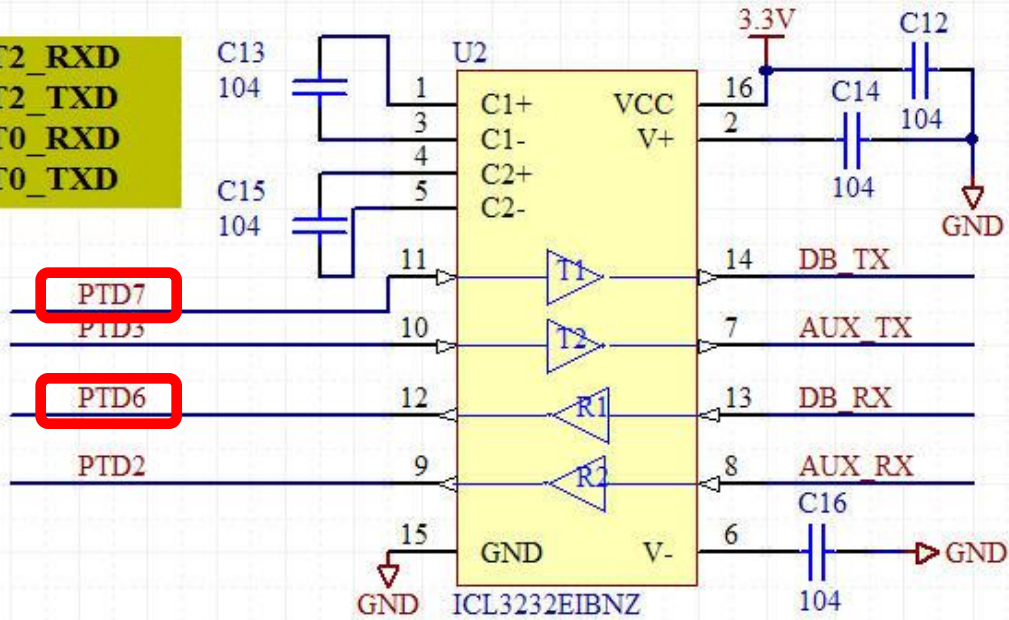 T2_RXD
T2_TXD
T0_RXD
T0_TXD
C13
104
C15
104
U2
3.3V
C12
104
C14
104
GND
1 C1+ VCC 16
3 C1- V+ 2
4 C2+
5 C2-
PTD7 11 T1 14 DB_TX
PTD3 10 T2 7 AUX_TX
PTD6 12 R1 13 DB_RX
PTD2 9 R2 8 AUX_RX
C16
104
15 GND V- 6 GND
GND
ICL3232EIBNZ